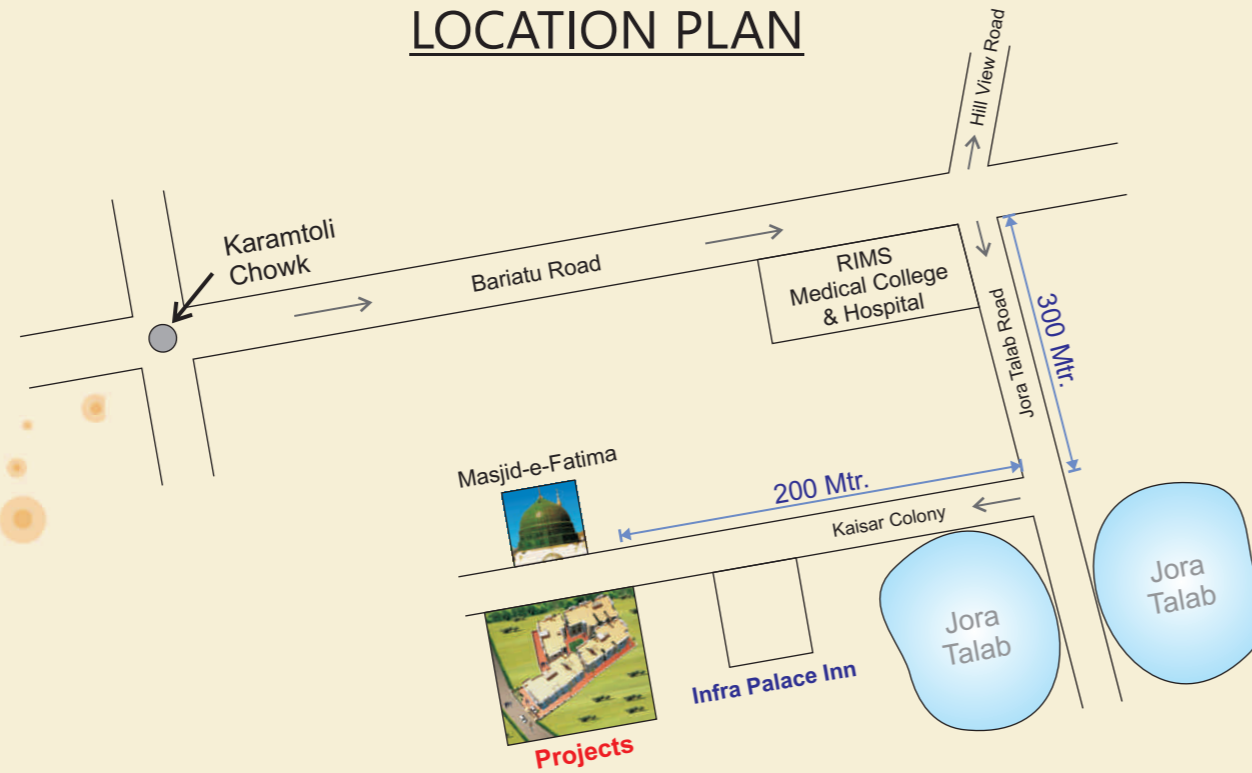 LOCATION PLAN
Hill View Road
Karamtoli
Chowk
Bariatu Road
RIMS
Medical College
& Hospital
Jora Talab Road
300 Mtr.
Masjid-e-Fatima
200 Mtr.
Kaisar Colony
Jora
Talab
Jora
Talab
Infra Palace Inn
Projects